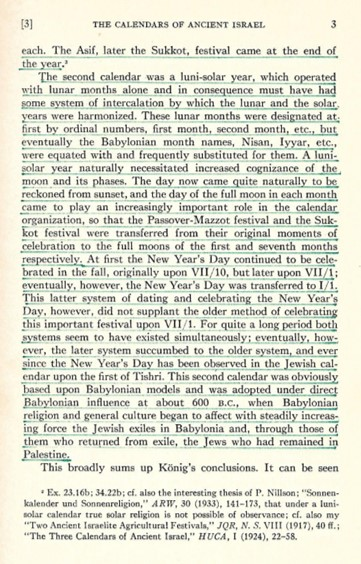 [3] THE CALENDARS OF ANCIENT ISRAEL 3
each. The Asif, later the Sukkot, festival came at the end of
the year.²
The second calendar was a luni-solar year, which operated
with lunar months alone and in consequence must have had
some system of intercalation by which the lunar and the solar
years were harmonized. These lunar months were designated at
first by ordinal numbers, first month, second month, etc., but
eventually the Babylonian month names, Nisan, Iyyar, etc.,
were equated with and frequently substituted for them. A luni-
solar year naturally necessitated increased cognizance of the
moon and its phases. The day now came quite naturally to be
reckoned from sunset, and the day of the full moon in each month
came to play an increasingly important role in the calendar
organization, so that the Passover-Mazzot festival and the Suk-
kot festival were transferred from their original moments of
celebration to the full moons of the first and seventh months
respectively. At first the New Year's Day continued to be cele-
brated in the fall, originally upon VII/10, but later upon VII/1;
eventually, however, the New Year's Day was transferred to I/1.
This latter system of dating and celebrating the New Year's
Day, however, did not supplant the older method of celebrating
this important festival upon VII/1. For quite a long period both
systems seem to have existed simultaneously; eventually, how-
ever, the later system succumbed to the older system, and ever
since the New Year's Day has been observed in the Jewish cal-
endar upon the first of Tishri. This second calendar was obviously
based upon Babylonian models and was adopted under direct
Babylonian influence at about 600 B.C., when Babylonian
religion and general culture began to affect with steadily increas-
ing force the Jewish exiles in Babylonia and, through those of
them who returned from exile, the Jews who had remained in
Palestine.
This broadly sums up König's conclusions. It can be seen
² Ex. 23.16b; 34.22b; cf. also the interesting thesis of P. Nillson; "Sonnen-
kalender und Sonnenreligion," ARW, 30 (1933), 141–173, that under a luni-
solar calendar true solar religion is not possible of observance; cf. also my
"Two Ancient Israelite Agricultural Festivals," JQR, N. S. VIII (1917), 40 ff.;
"The Three Calendars of Ancient Israel," HUCA, I (1924), 22–58.